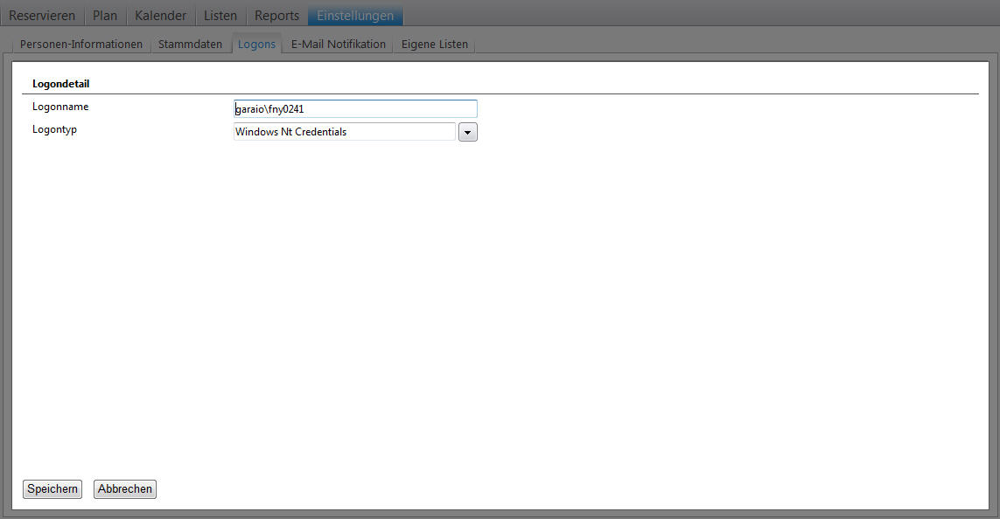 Reservieren Plan Kalender Listen Reports Einstellungen
Personen-Informationen Stammdaten Logons E-Mail Notifikation Eigene Listen
Logondetail
Logonname garaio\fny0241
Logontyp Windows Nt Credentials
Speichern Abbrechen